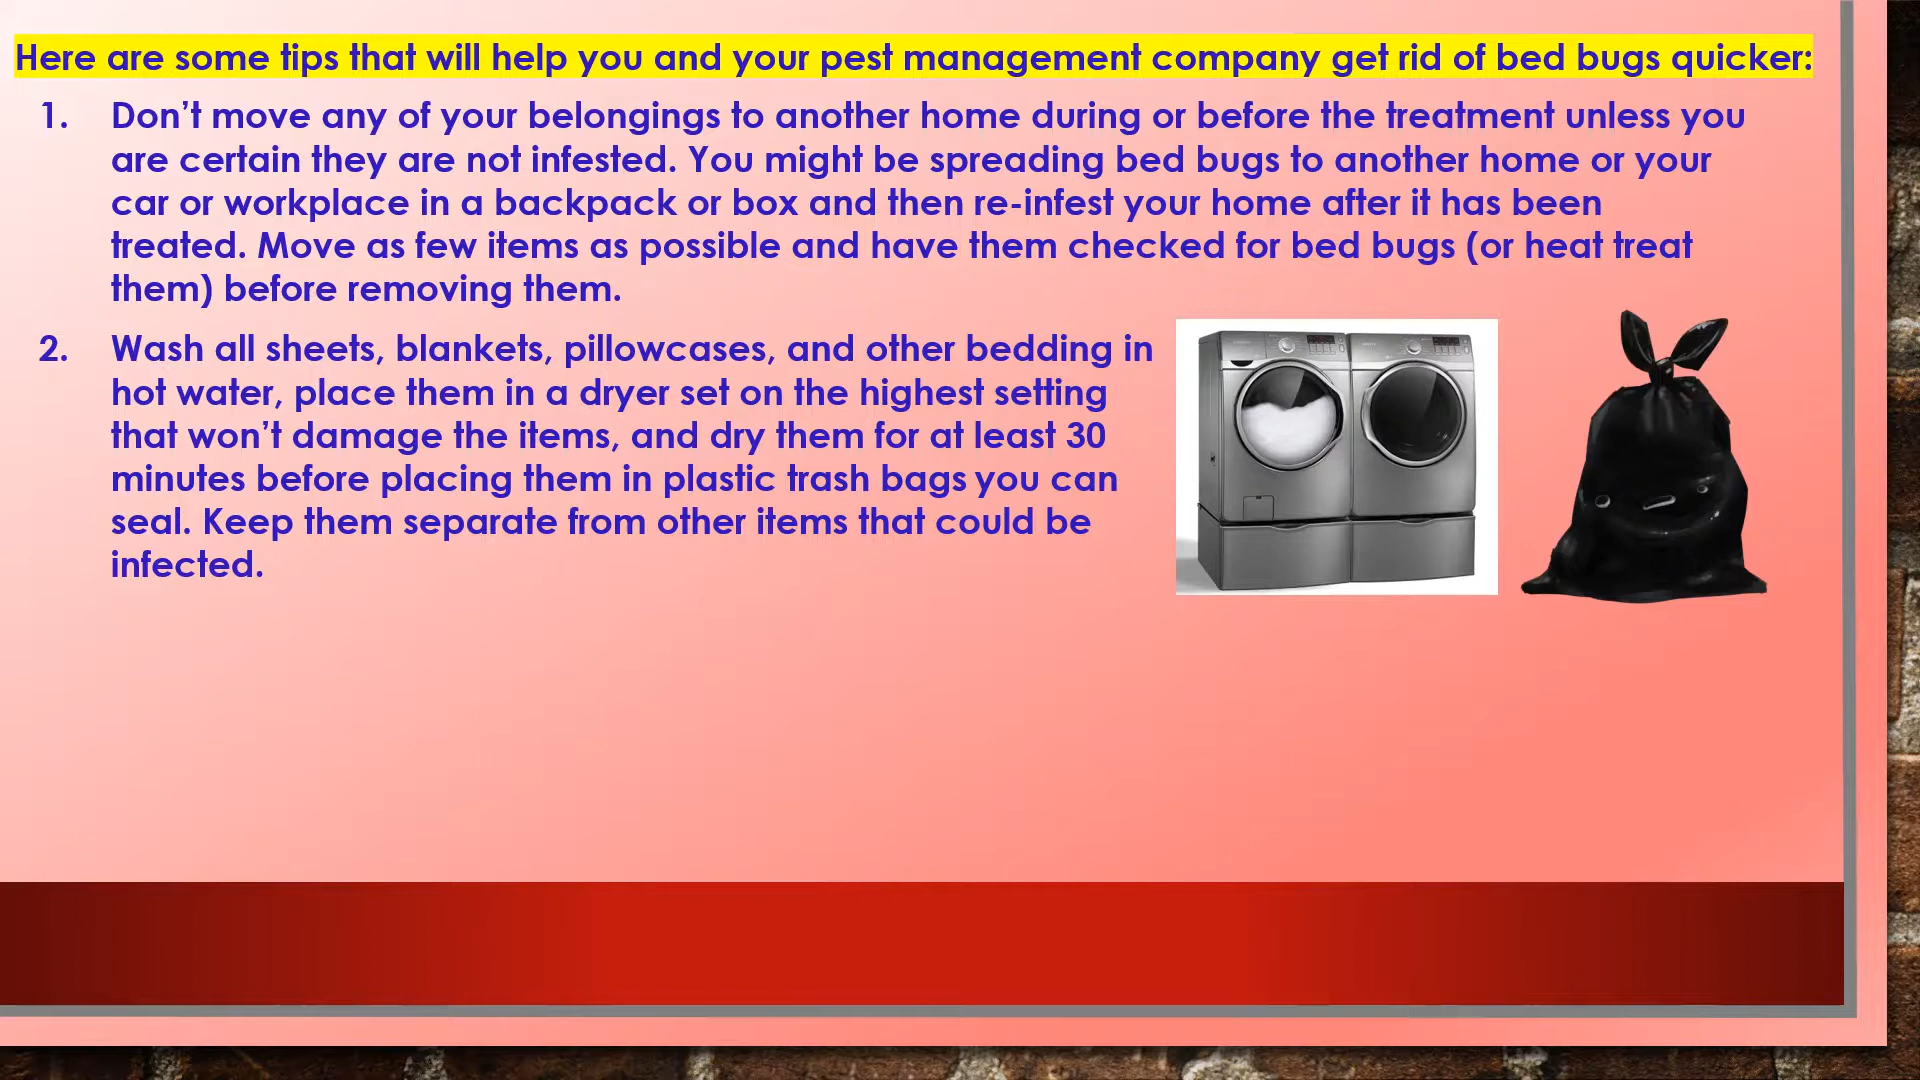 Here are some tips that will help you and your pest management company get rid of bed bugs quicker:
1. Don’t move any of your belongings to another home during or before the treatment unless you
are certain they are not infested. You might be spreading bed bugs to another home or your
car or workplace in a backpack or box and then re-infest your home after it has been
treated. Move as few items as possible and have them checked for bed bugs (or heat treat
them) before removing them.
2. Wash all sheets, blankets, pillowcases, and other bedding in
hot water, place them in a dryer set on the highest setting
that won’t damage the items, and dry them for at least 30
minutes before placing them in plastic trash bags you can
seal. Keep them separate from other items that could be
infected.